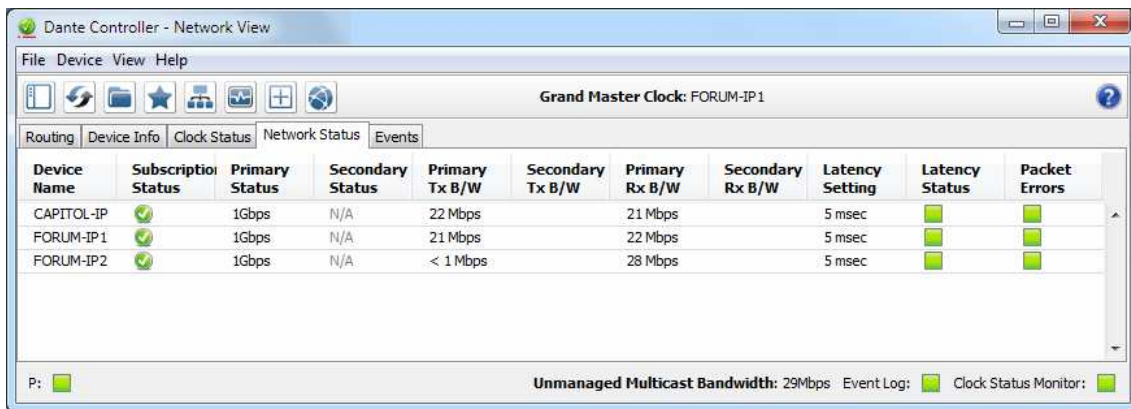 Dante Controller - Network View
File Device View Help
Grand Master Clock: FORUM-IP1
Routing Device Info Clock Status Network Status Events
Device Name Subscription Status Primary Status Secondary Status Primary Tx B/W Secondary Tx B/W Primary Rx B/W Secondary Rx B/W Latency Setting Latency Status Packet Errors
CAPITOL-IP 1Gbps N/A 22 Mbps 21 Mbps 5 msec
FORUM-IP1 1Gbps N/A 21 Mbps 22 Mbps 5 msec
FORUM-IP2 1Gbps N/A < 1 Mbps 28 Mbps 5 msec
P: Unmanaged Multicast Bandwidth: 29Mbps Event Log: Clock Status Monitor: